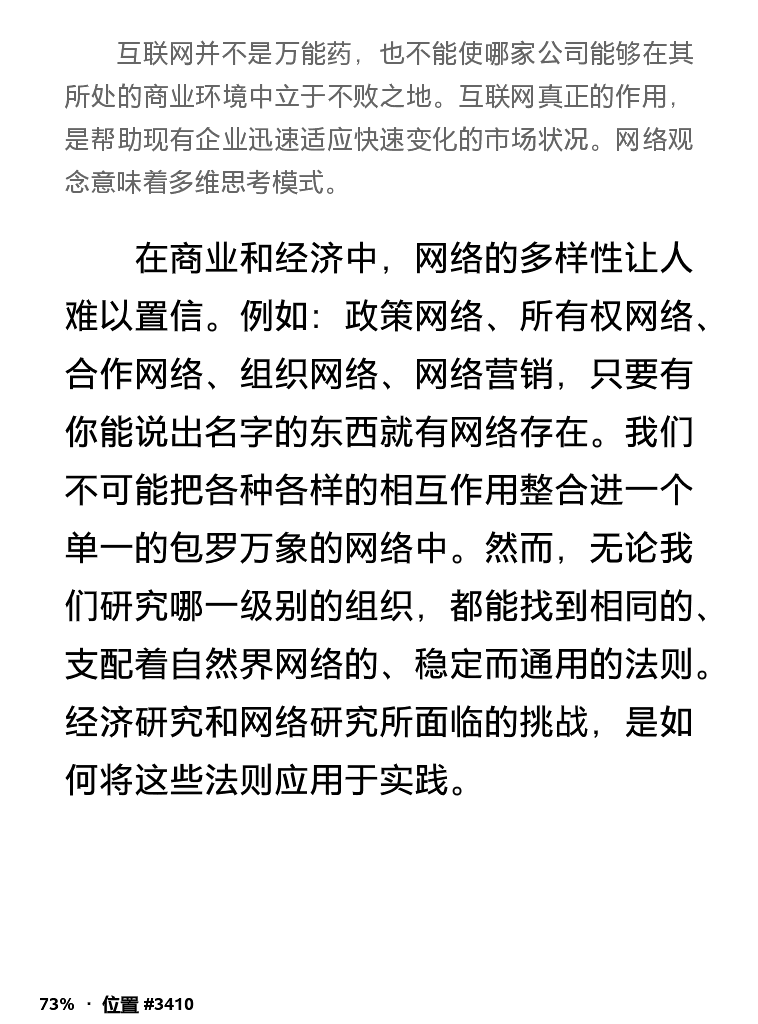 互联网并不是万能药，也不能使哪家公司能够在其
所处的商业环境中立于不败之地。互联网真正的作用，
是帮助现有企业迅速适应快速变化的市场状况。网络观
念意味着多维思考模式。
在商业和经济中，网络的多样性让人
难以置信。例如：政策网络、所有权网络、
合作网络、组织网络、网络营销，只要有
你能说出名字的东西就有网络存在。我们
不可能把各种各样的相互作用整合进一个
单一的包罗万象的网络中。然而，无论我
们研究哪一级别的组织，都能找到相同的、
支配着自然界网络的、稳定而通用的法则。
经济研究和网络研究所面临的挑战，是如
何将这些法则应用于实践。
73% · 位置 #3410